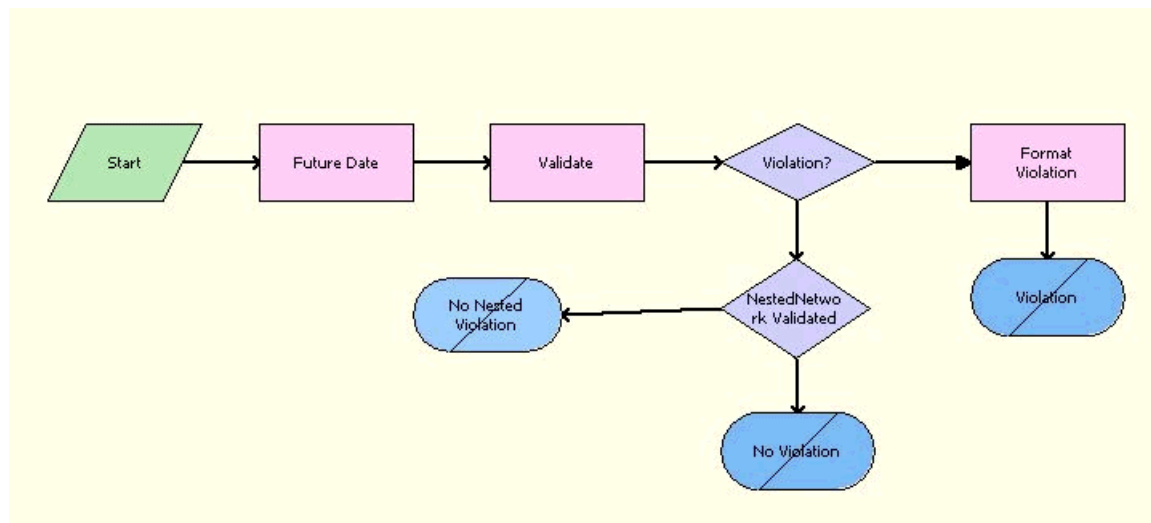 Start
Future Date
Validate
Violation?
Format
Violation
No Nested
Violation
NestedNetwo
rk Validated
Violation
No Violation